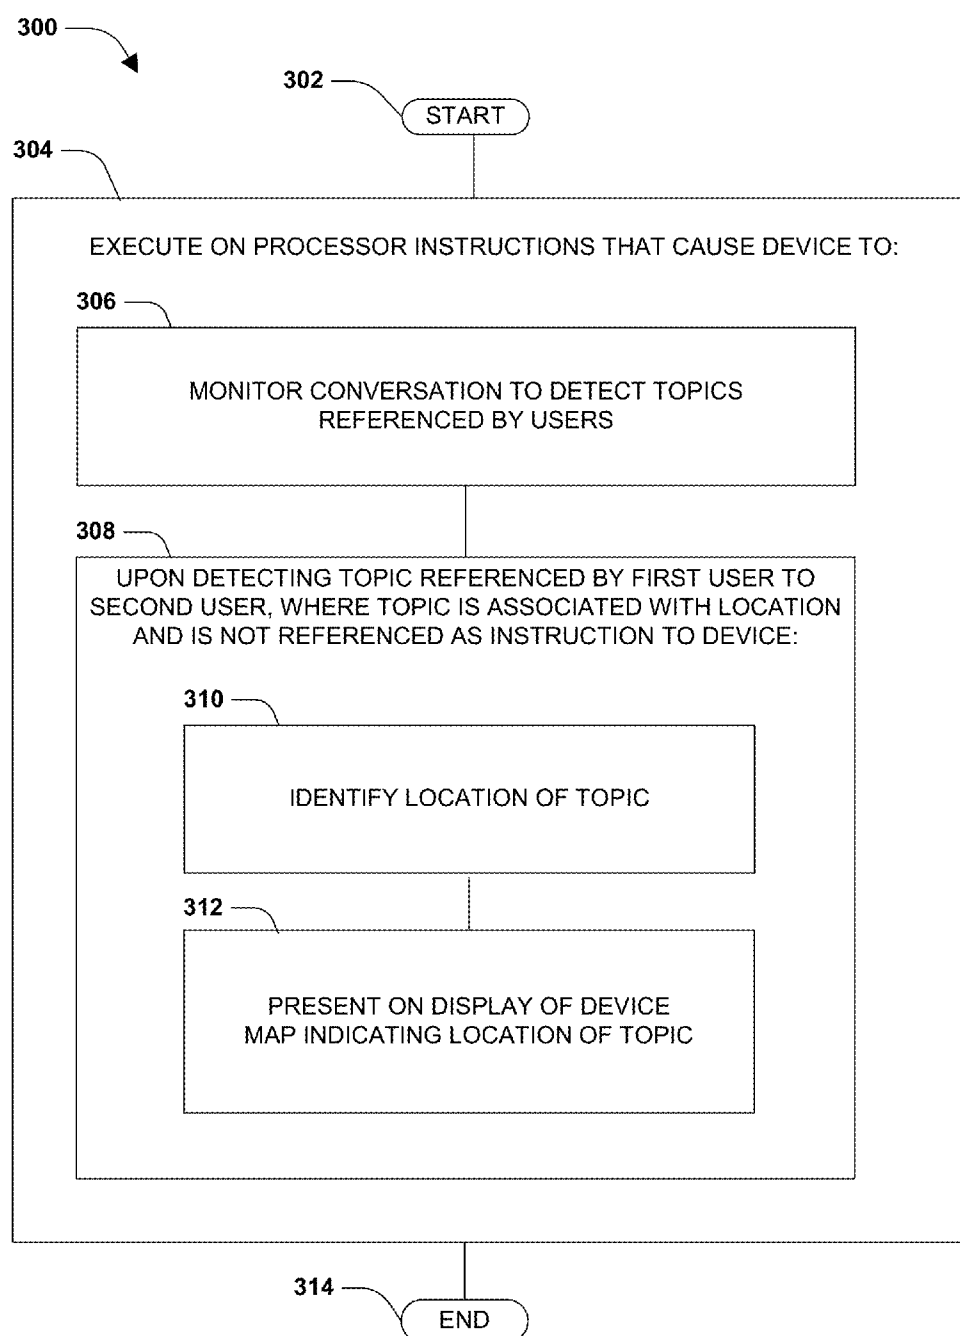 300
302
START
304
EXECUTE ON PROCESSOR INSTRUCTIONS THAT CAUSE DEVICE TO:
306
MONITOR CONVERSATION TO DETECT TOPICS
REFERENCED BY USERS
308
UPON DETECTING TOPIC REFERENCED BY FIRST USER TO
SECOND USER, WHERE TOPIC IS ASSOCIATED WITH LOCATION
AND IS NOT REFERENCED AS INSTRUCTION TO DEVICE:
310
IDENTIFY LOCATION OF TOPIC
312
PRESENT ON DISPLAY OF DEVICE
MAP INDICATING LOCATION OF TOPIC
314
END